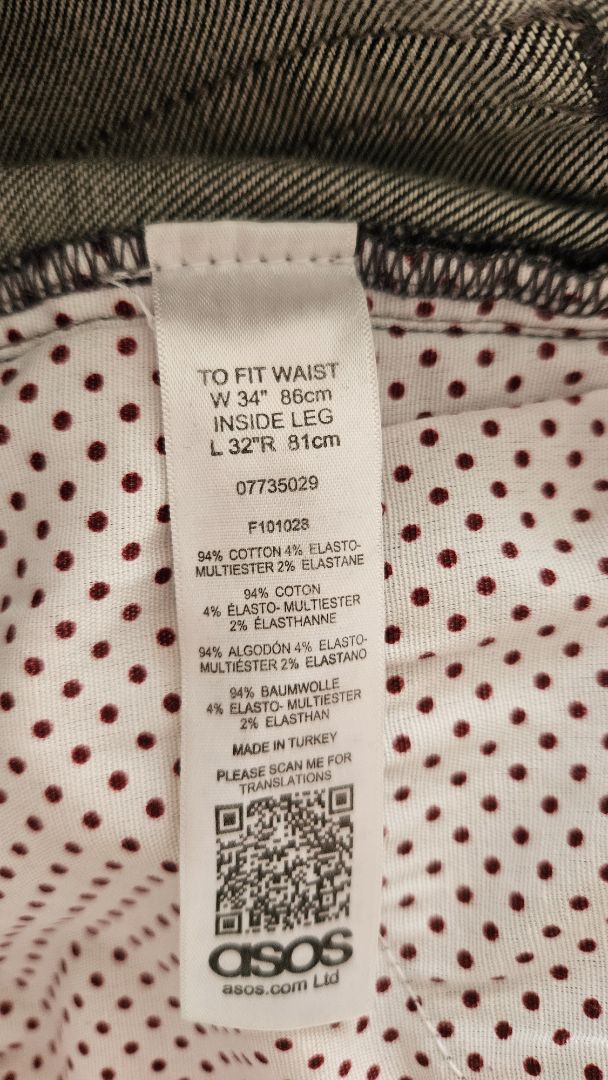 TO FIT WAIST
W 34" 86cm
INSIDE LEG
L 32"R 81cm
07735029
F101028
94% COTTON 4% ELASTO-
MULTIESTER 2% ELASTANE
94% COTON
4% ÉLASTO- MULTIESTER
2% ÉLASTHANNE
94% ALGODÓN 4% ELASTO-
MULTIÉSTER 2% ELASTANO
94% BAUMWOLLE
4% ELASTO- MULTIESTER
2% ELASTHAN
MADE IN TURKEY
PLEASE SCAN ME FOR
TRANSLATIONS
asos
asos.com Ltd